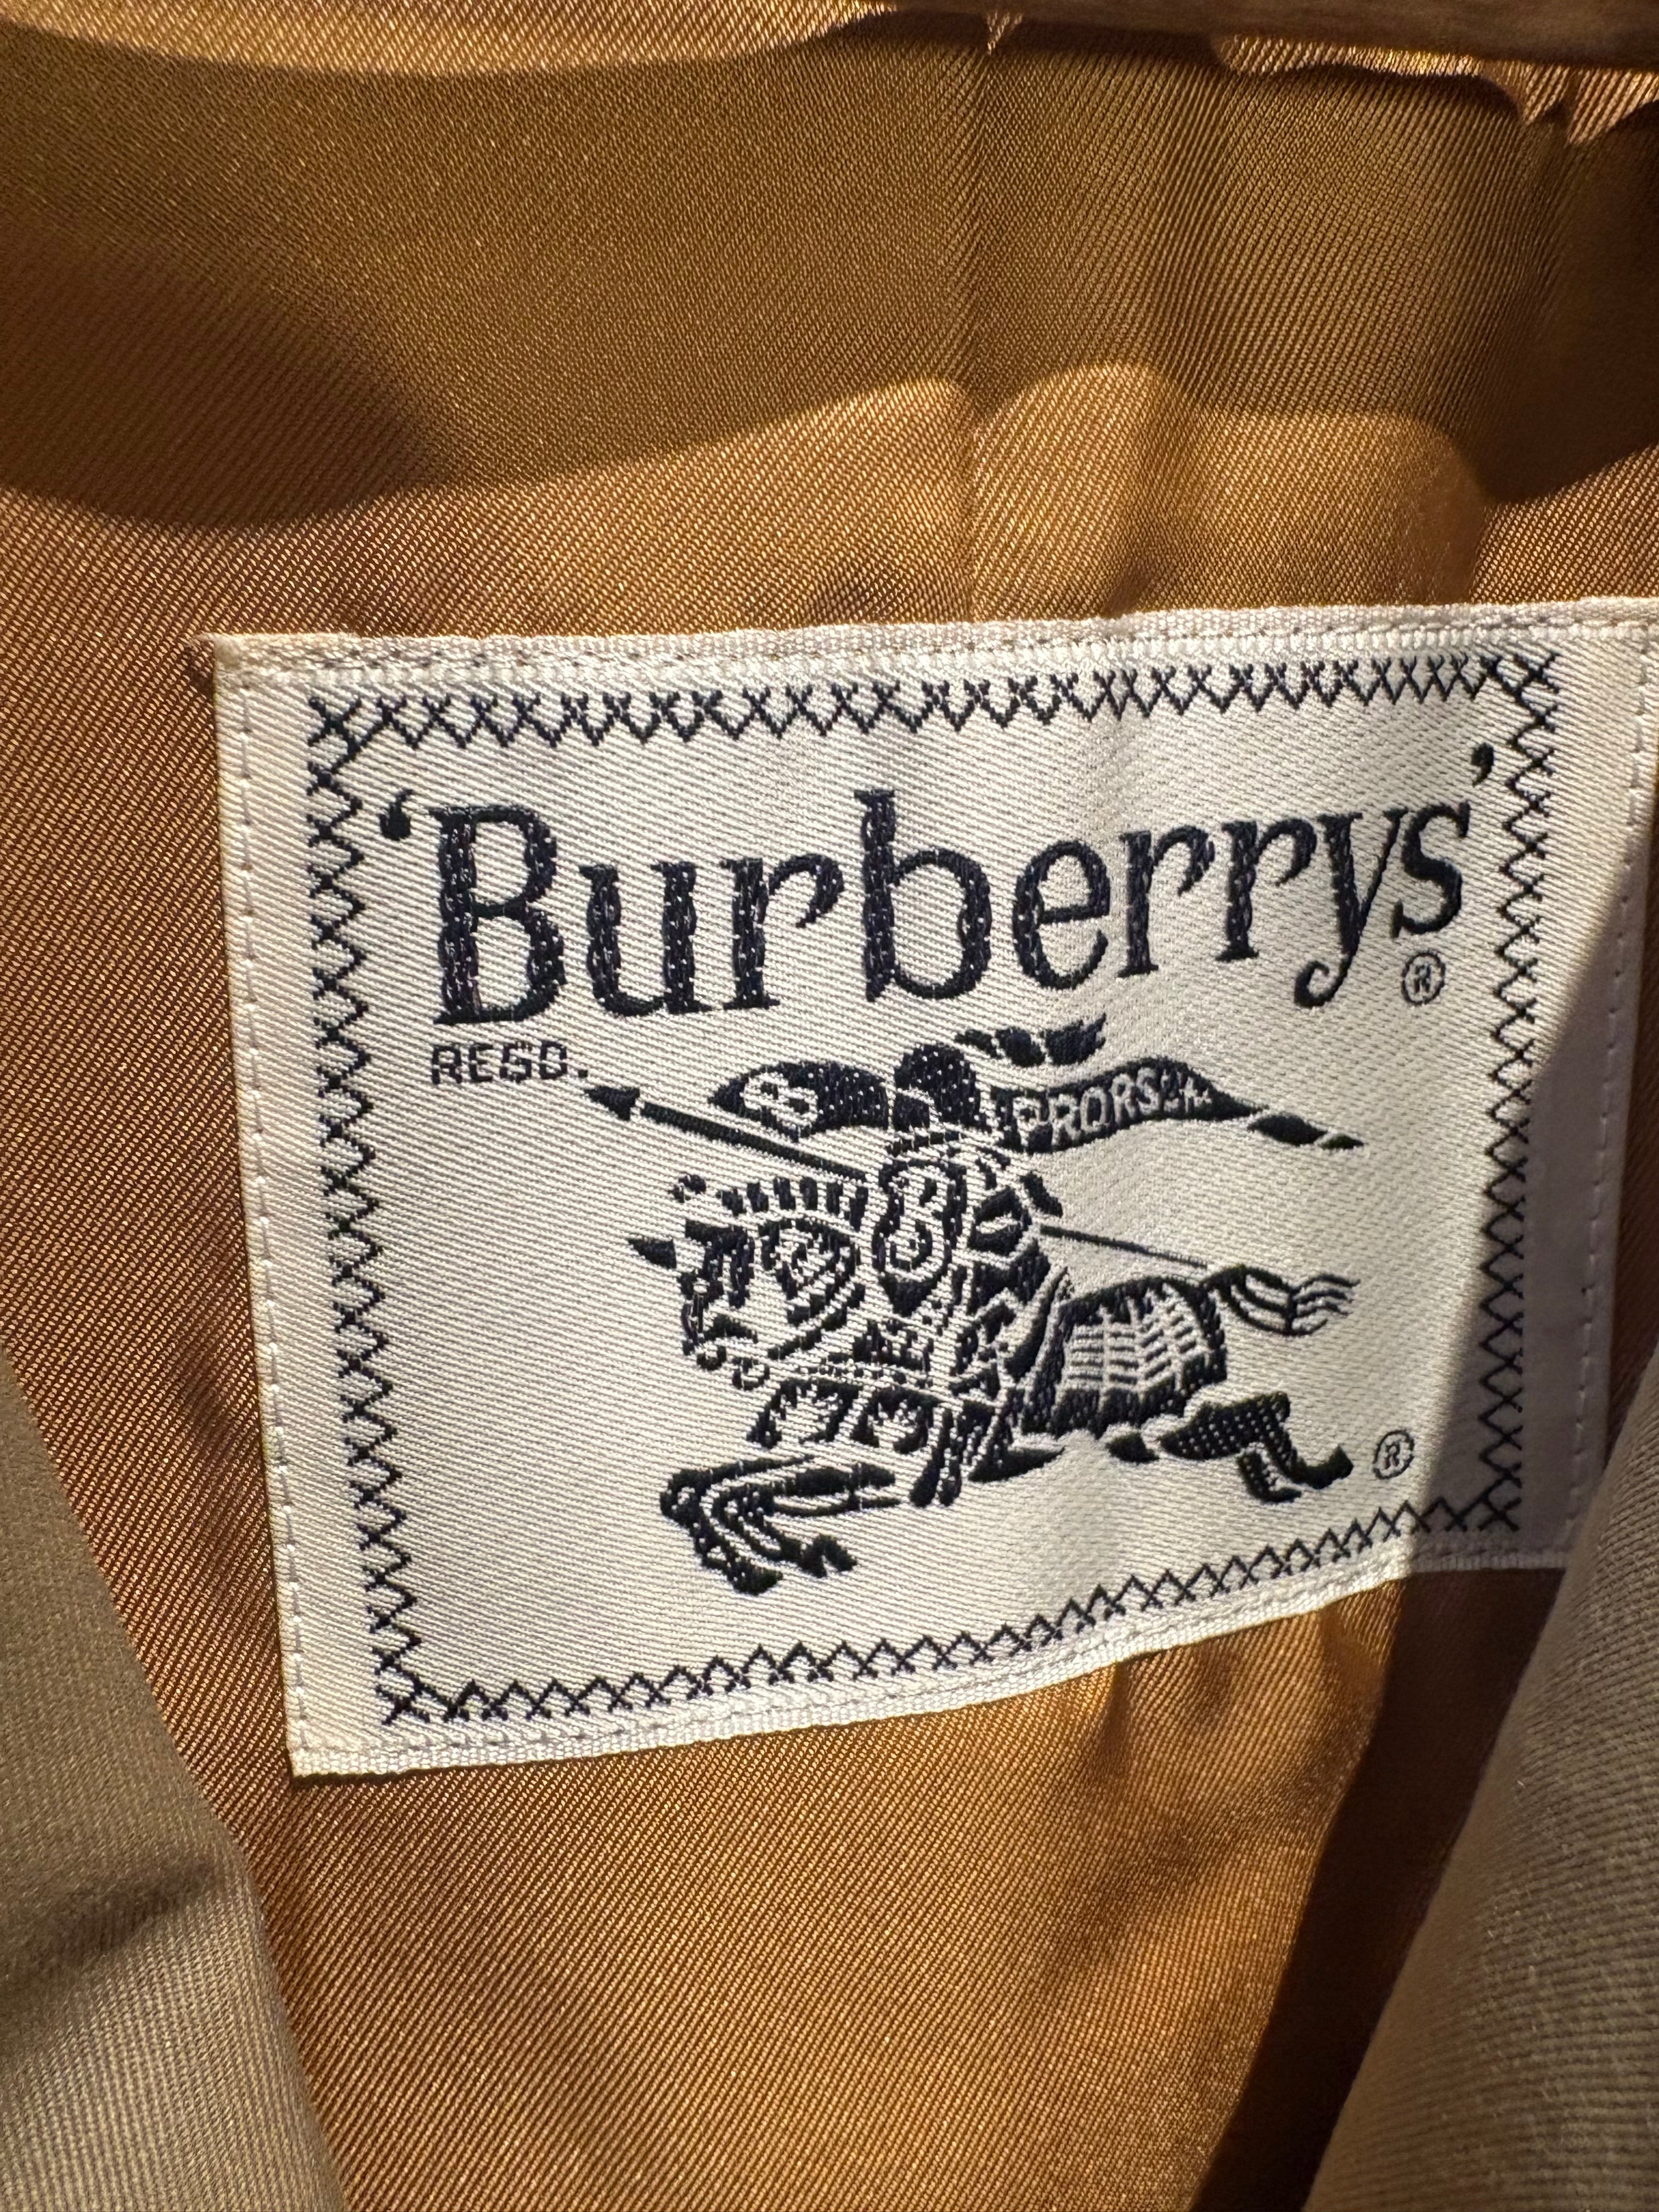 ‘Burberrys’
®
REGD.
PRORSUM
B
®